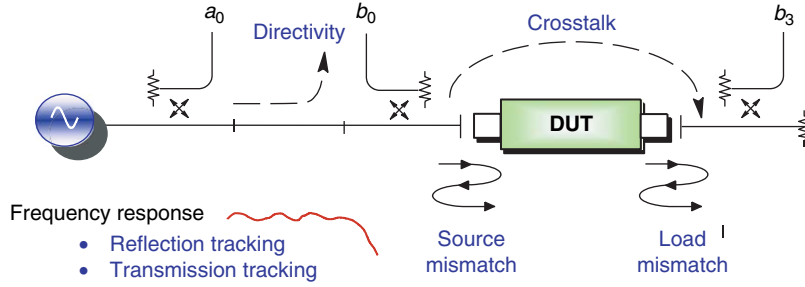 a0
b0
b3
Directivity
Crosstalk
DUT
Frequency response
• Reflection tracking
• Transmission tracking
Source
mismatch
Load
mismatch